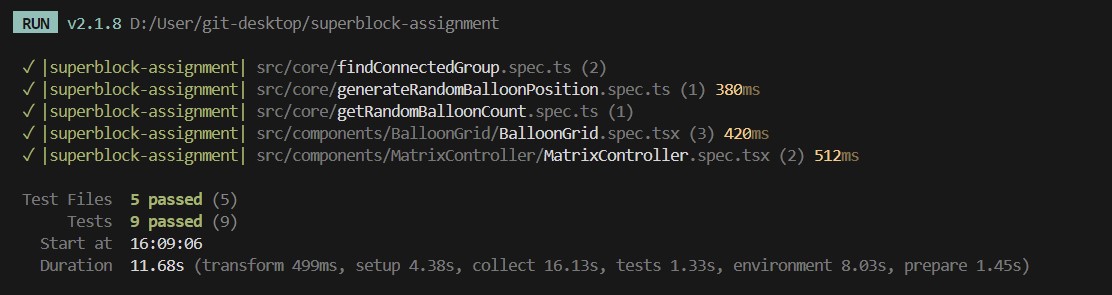 RUN v2.1.8 D:/User/git-desktop/superblock-assignment
✓ |superblock-assignment| src/core/findConnectedGroup.spec.ts (2)
✓ |superblock-assignment| src/core/generateRandomBalloonPosition.spec.ts (1) 380ms
✓ |superblock-assignment| src/core/getRandomBalloonCount.spec.ts (1)
✓ |superblock-assignment| src/components/BalloonGrid/BalloonGrid.spec.tsx (3) 420ms
✓ |superblock-assignment| src/components/MatrixController/MatrixController.spec.tsx (2) 512ms
Test Files 5 passed (5)
Tests 9 passed (9)
Start at 16:09:06
Duration 11.68s (transform 499ms, setup 4.38s, collect 16.13s, tests 1.33s, environment 8.03s, prepare 1.45s)